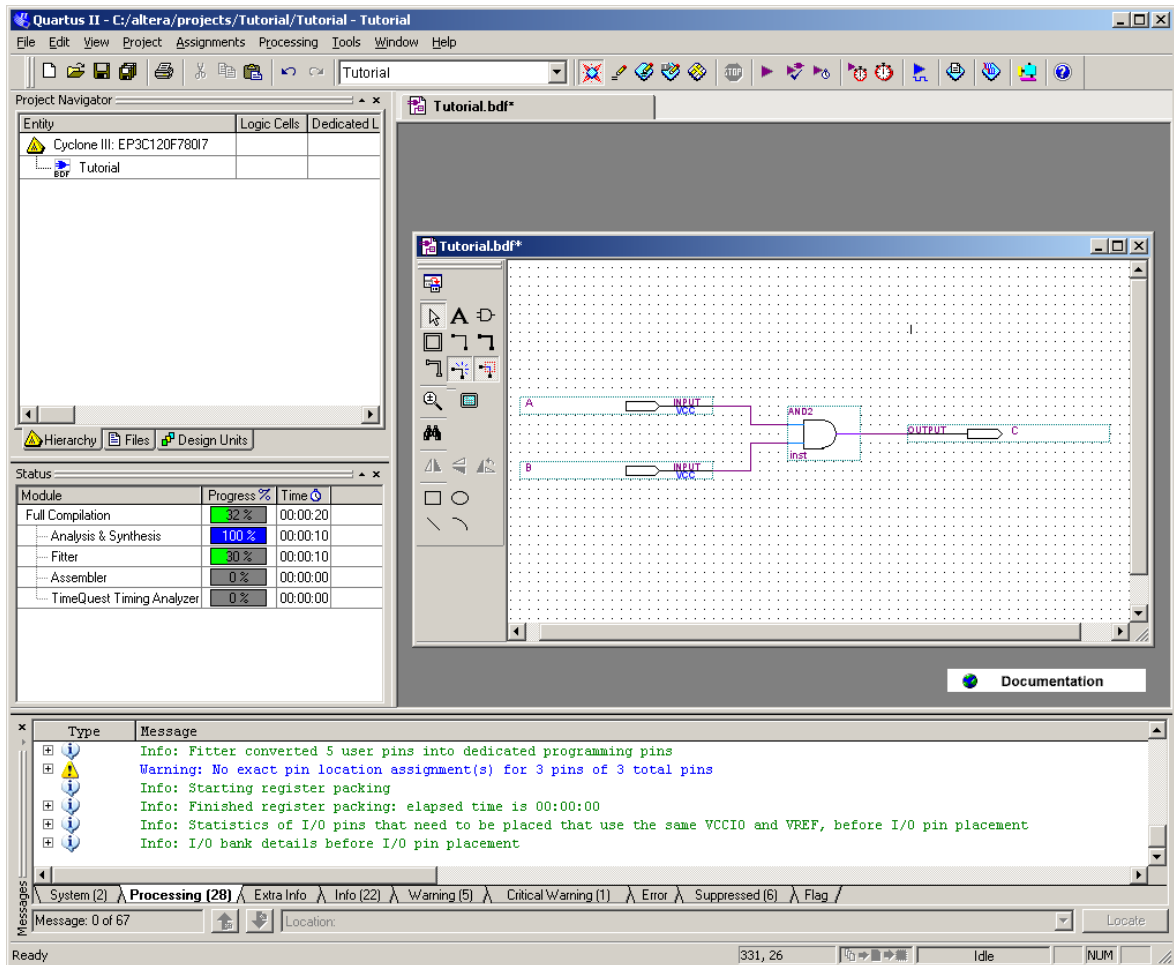 Quartus II - C:/altera/projects/Tutorial/Tutorial - Tutorial
File Edit View Project Assignments Processing Tools Window Help
Tutorial
STOP
Project Navigator
Entity Logic Cells Dedicated L
Cyclone III: EP3C120F780I7
BDF Tutorial
Hierarchy Files Design Units
Status
Module Progress % Time
Full Compilation 32 % 00:00:20
Analysis & Synthesis 100 % 00:00:10
Fitter 30 % 00:00:10
Assembler 0 % 00:00:00
TimeQuest Timing Analyzer 0 % 00:00:00
Tutorial.bdf*
Tutorial.bdf*
A
A INPUT
VCC
AND2
OUTPUT C
inst
B INPUT
VCC
Documentation
Type Message
Info: Fitter converted 5 user pins into dedicated programming pins
Warning: No exact pin location assignment(s) for 3 pins of 3 total pins
Info: Starting register packing
Info: Finished register packing: elapsed time is 00:00:00
Info: Statistics of I/O pins that need to be placed that use the same VCCIO and VREF, before I/O pin placement
Info: I/O bank details before I/O pin placement
Messages
System (2) Processing (28) Extra Info Info (22) Warning (5) Critical Warning (1) Error Suppressed (6) Flag
Message: 0 of 67 Location: Locate
Ready 331, 26 Idle NUM